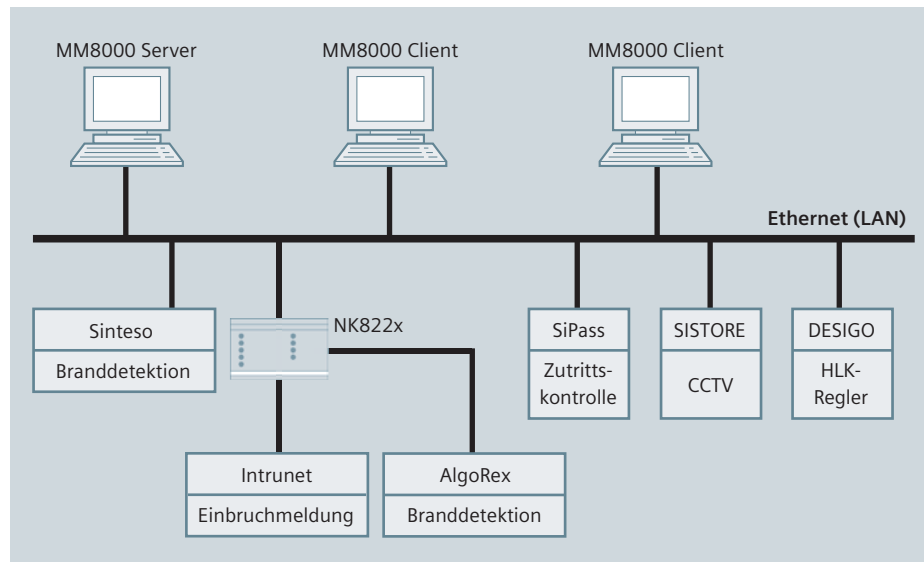 MM8000 Server
MM8000 Client
MM8000 Client
Ethernet (LAN)
Sinteso
Branddetektion
NK822x
SiPass
Zutritts-
kontrolle
SISTORE
CCTV
DESIGO
HLK-
Regler
Intrunet
Einbruchmeldung
AlgoRex
Branddetektion